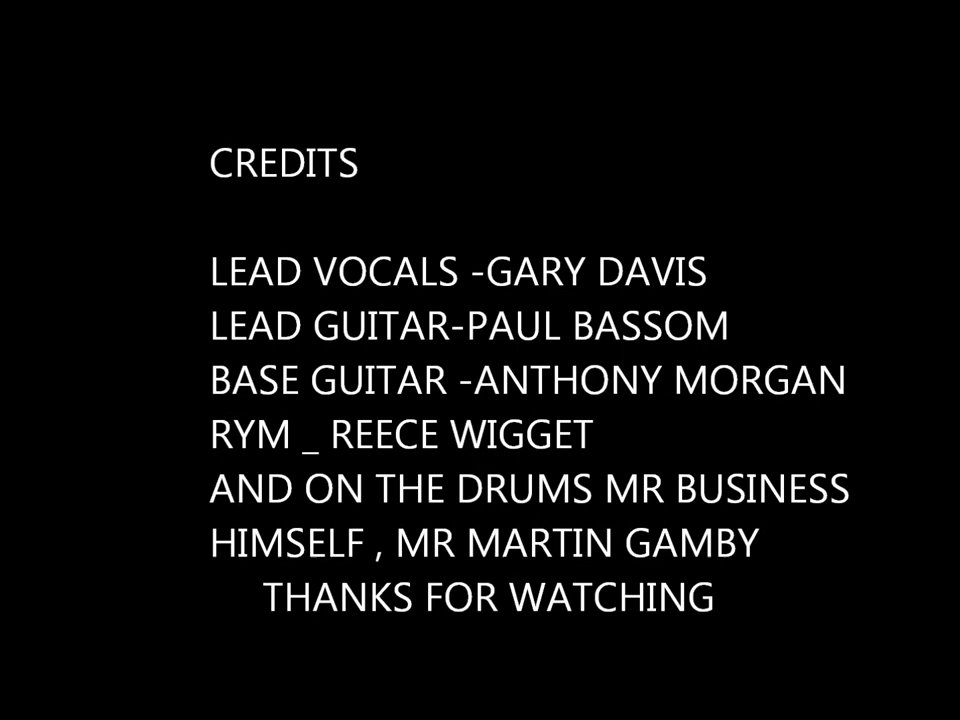 CREDITS
LEAD VOCALS -GARY DAVIS
LEAD GUITAR-PAUL BASSOM
BASE GUITAR -ANTHONY MORGAN
RYM _ REECE WIGGET
AND ON THE DRUMS MR BUSINESS
HIMSELF , MR MARTIN GAMBY
THANKS FOR WATCHING